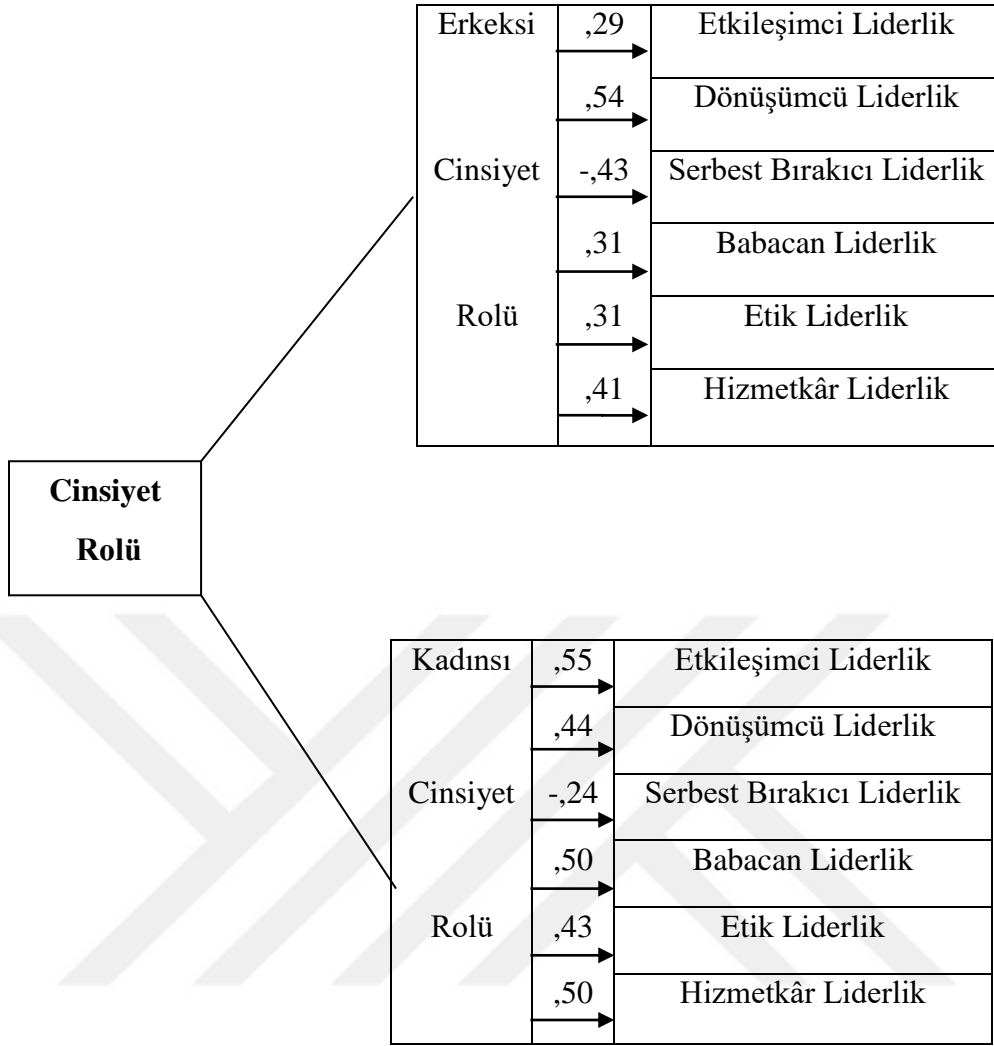 Erkeksi ,29 Etkileşimci Liderlik
,54 Dönüşümcü Liderlik
Cinsiyet -,43 Serbest Bırakıcı Liderlik
,31 Babacan Liderlik
Rolü ,31 Etik Liderlik
,41 Hizmetkâr Liderlik
Cinsiyet
Rolü
Kadınsı ,55 Etkileşimci Liderlik
,44 Dönüşümcü Liderlik
Cinsiyet -,24 Serbest Bırakıcı Liderlik
,50 Babacan Liderlik
Rolü ,43 Etik Liderlik
,50 Hizmetkâr Liderlik